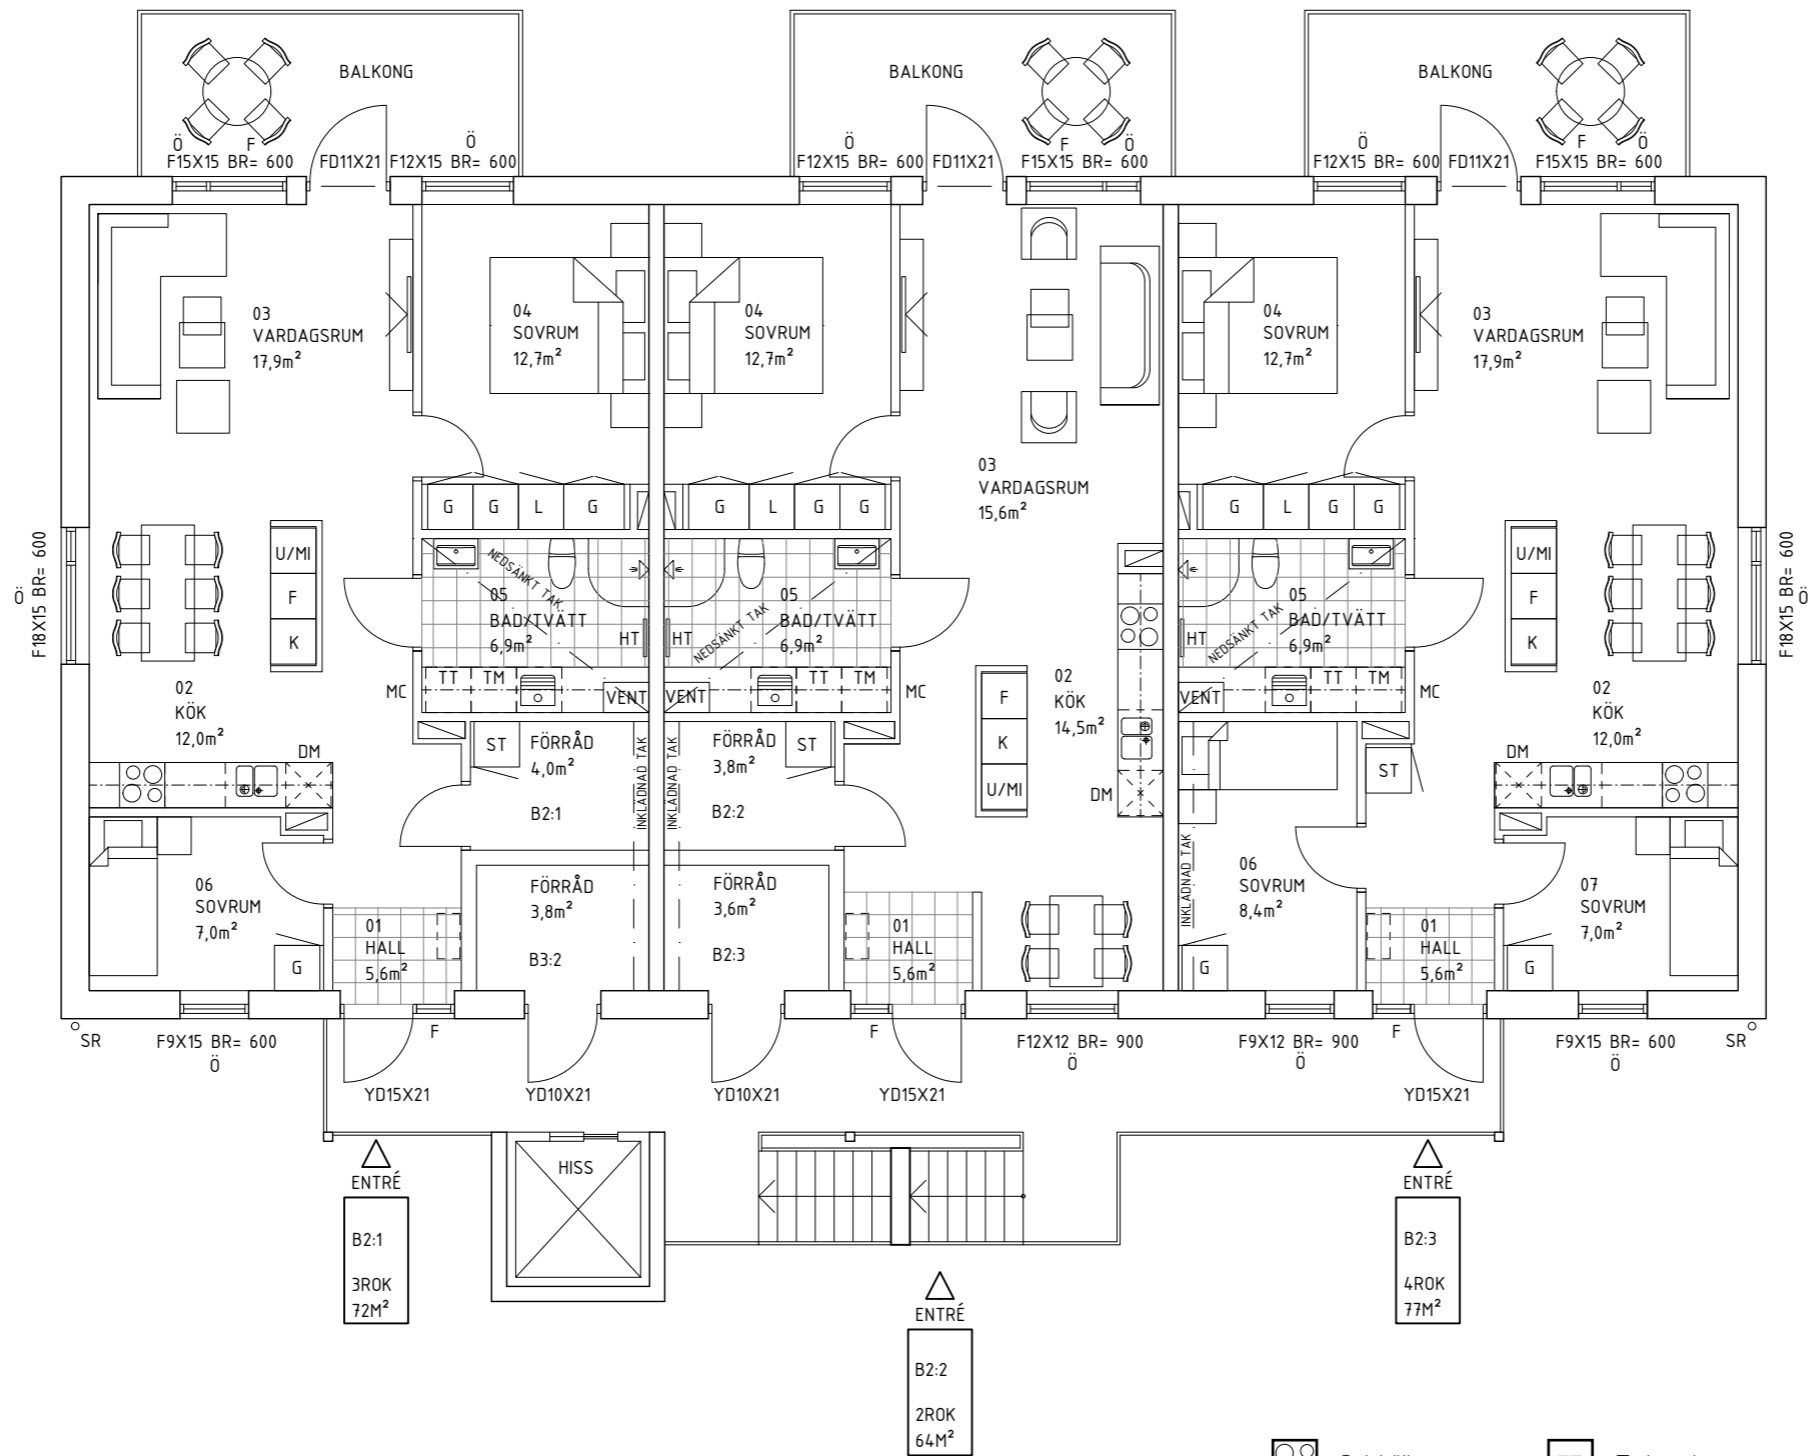 BALKONG
BALKONG
BALKONG
Ö F
Ö
Ö
F Ö
Ö
F Ö
F15X15 BR= 600
FD11X21
F12X15 BR= 600
F12X15 BR= 600
FD11X21
F15X15 BR= 600
F12X15 BR= 600
FD11X21
F15X15 BR= 600
03
VARDAGSRUM
17,9m²
04
SOVRUM
12,7m²
04
SOVRUM
12,7m²
04
SOVRUM
12,7m²
03
VARDAGSRUM
17,9m²
03
VARDAGSRUM
15,6m²
G G L G
G L G G
G L G G
F18X15 BR= 600
Ö
U/MI
F
K
NEDSÄNKT TAK
05
BAD/TVÄTT
6,9m²
HT
HT
NEDSÄNKT TAK
05
BAD/TVÄTT
6,9m²
HT
NEDSÄNKT TAK
05
BAD/TVÄTT
6,9m²
U/MI
F
K
F18X15 BR= 600
Ö
MC
TT TM
VENT
VENT
TT TM
MC
VENT
TT TM
MC
02
KÖK
12,0m²
DM
F
K
U/MI
02
KÖK
14,5m²
DM
02
KÖK
12,0m²
DM
ST
FÖRRÅD
4,0m²
B2:1
INKLÄDNAD TAK
INKLÄDNAD TAK
FÖRRÅD
3,8m²
B2:2
ST
ST
INKLÄDNAD TAK
06
SOVRUM
7,0m²
G
01
HALL
5,6m²
FÖRRÅD
3,8m²
B3:2
FÖRRÅD
3,6m²
B2:3
01
HALL
5,6m²
06
SOVRUM
8,4m²
G
01
HALL
5,6m²
07
SOVRUM
7,0m²
G
SR
F9X15 BR= 600
Ö
F
F
F12X12 BR= 900
Ö
F9X12 BR= 900
Ö
F
F9X15 BR= 600
Ö
SR
YD15X21
YD10X21
YD10X21
YD15X21
YD15X21
HISS
ENTRÉ
B2:1
3ROK
72M²
ENTRÉ
B2:2
2ROK
64M²
ENTRÉ
B2:3
4ROK
77M²